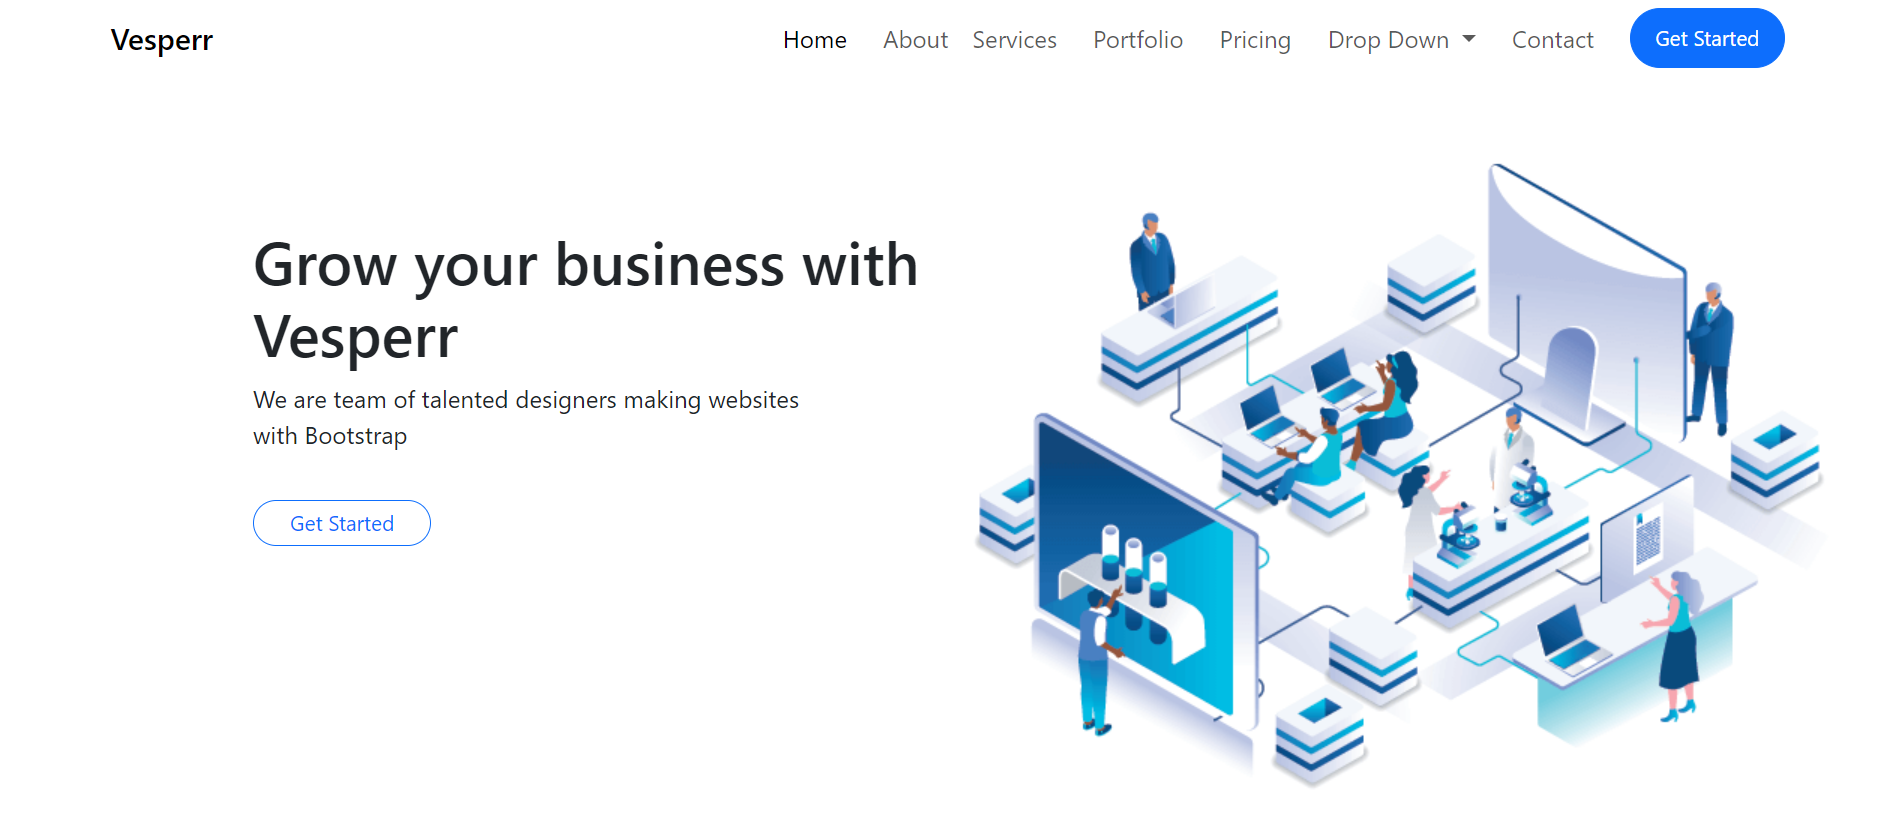 Vesperr
Home About Services Portfolio Pricing Drop Down Contact Get Started
Grow your business with
Vesperr
We are team of talented designers making websites
with Bootstrap
Get Started